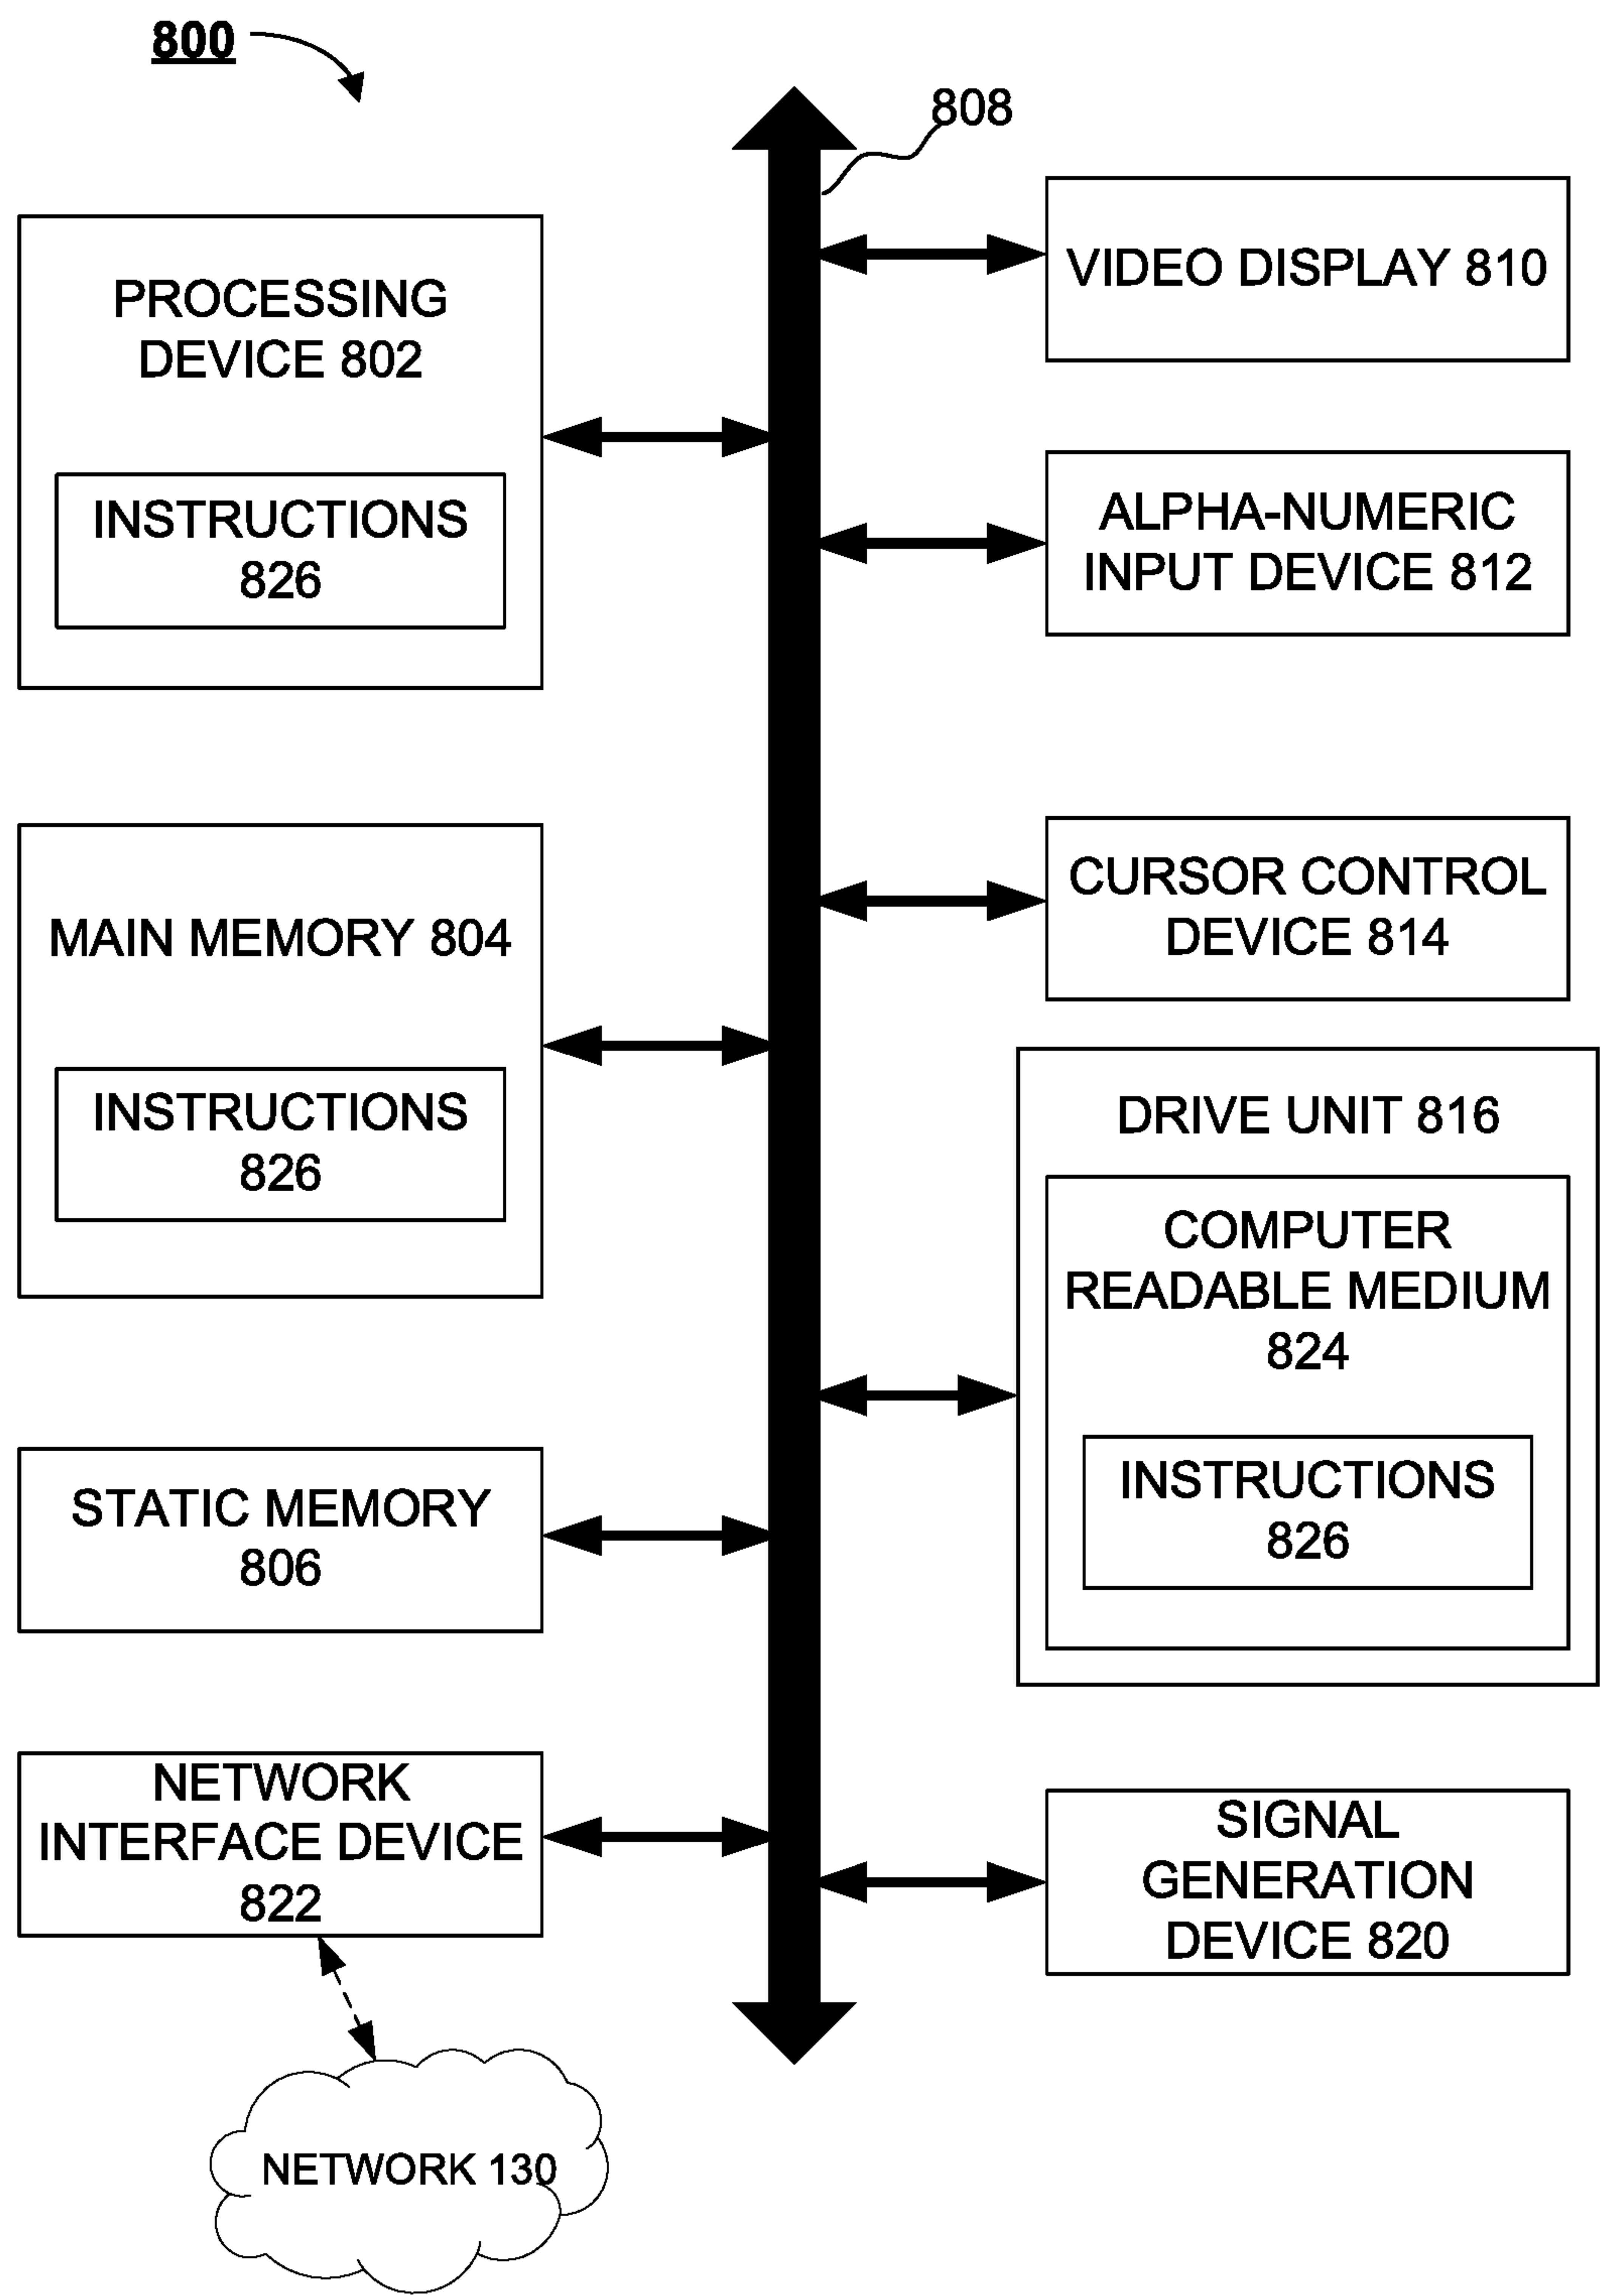 800
808
PROCESSING
DEVICE 802
INSTRUCTIONS
826
VIDEO DISPLAY 810
ALPHA-NUMERIC
INPUT DEVICE 812
MAIN MEMORY 804
INSTRUCTIONS
826
CURSOR CONTROL
DEVICE 814
DRIVE UNIT 816
COMPUTER
READABLE MEDIUM
824
INSTRUCTIONS
826
STATIC MEMORY
806
NETWORK
INTERFACE DEVICE
822
SIGNAL
GENERATION
DEVICE 820
NETWORK 130